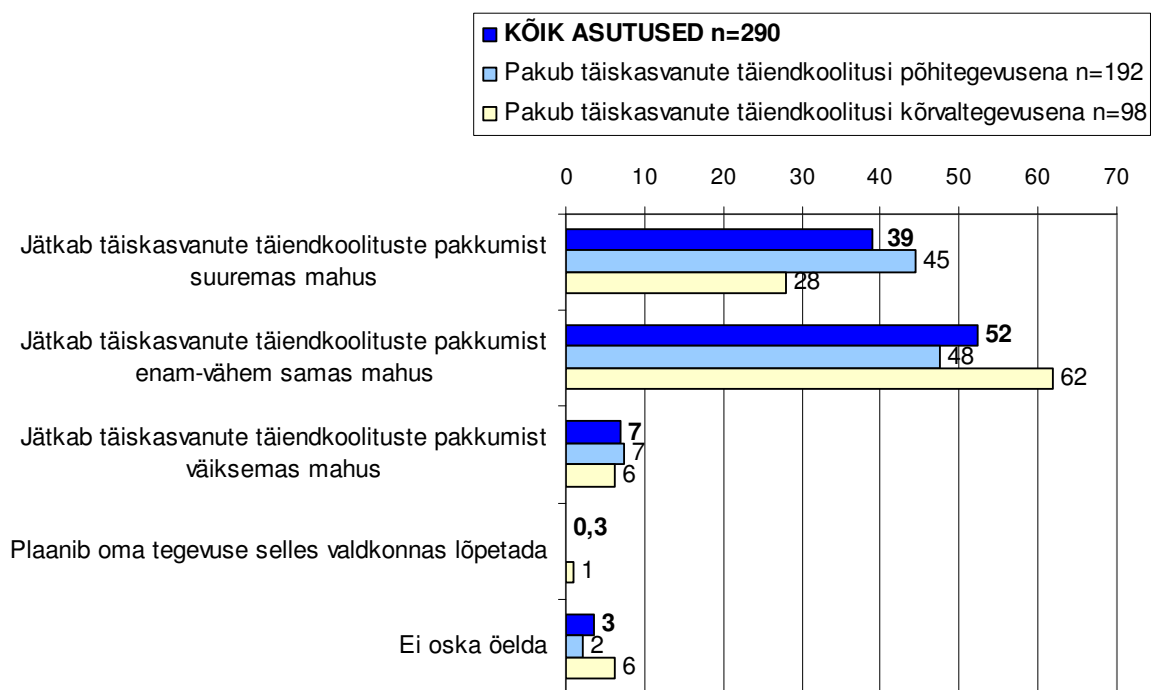 KÕIK ASUTUSED n=290
Pakub täiskasvanute täiendkoolitusi põhitegevusena n=192
Pakub täiskasvanute täiendkoolitusi kõrvaltegevusena n=98
0 10 20 30 40 50 60 70
Jätkab täiskasvanute täiendkoolituste pakkumist
suuremas mahus
39
45
28
Jätkab täiskasvanute täiendkoolituste pakkumist
enam-vähem samas mahus
52
48
62
Jätkab täiskasvanute täiendkoolituste pakkumist
väiksemas mahus
7
7
6
Plaanib oma tegevuse selles valdkonnas lõpetada
0,3
1
Ei oska öelda
3
2
6